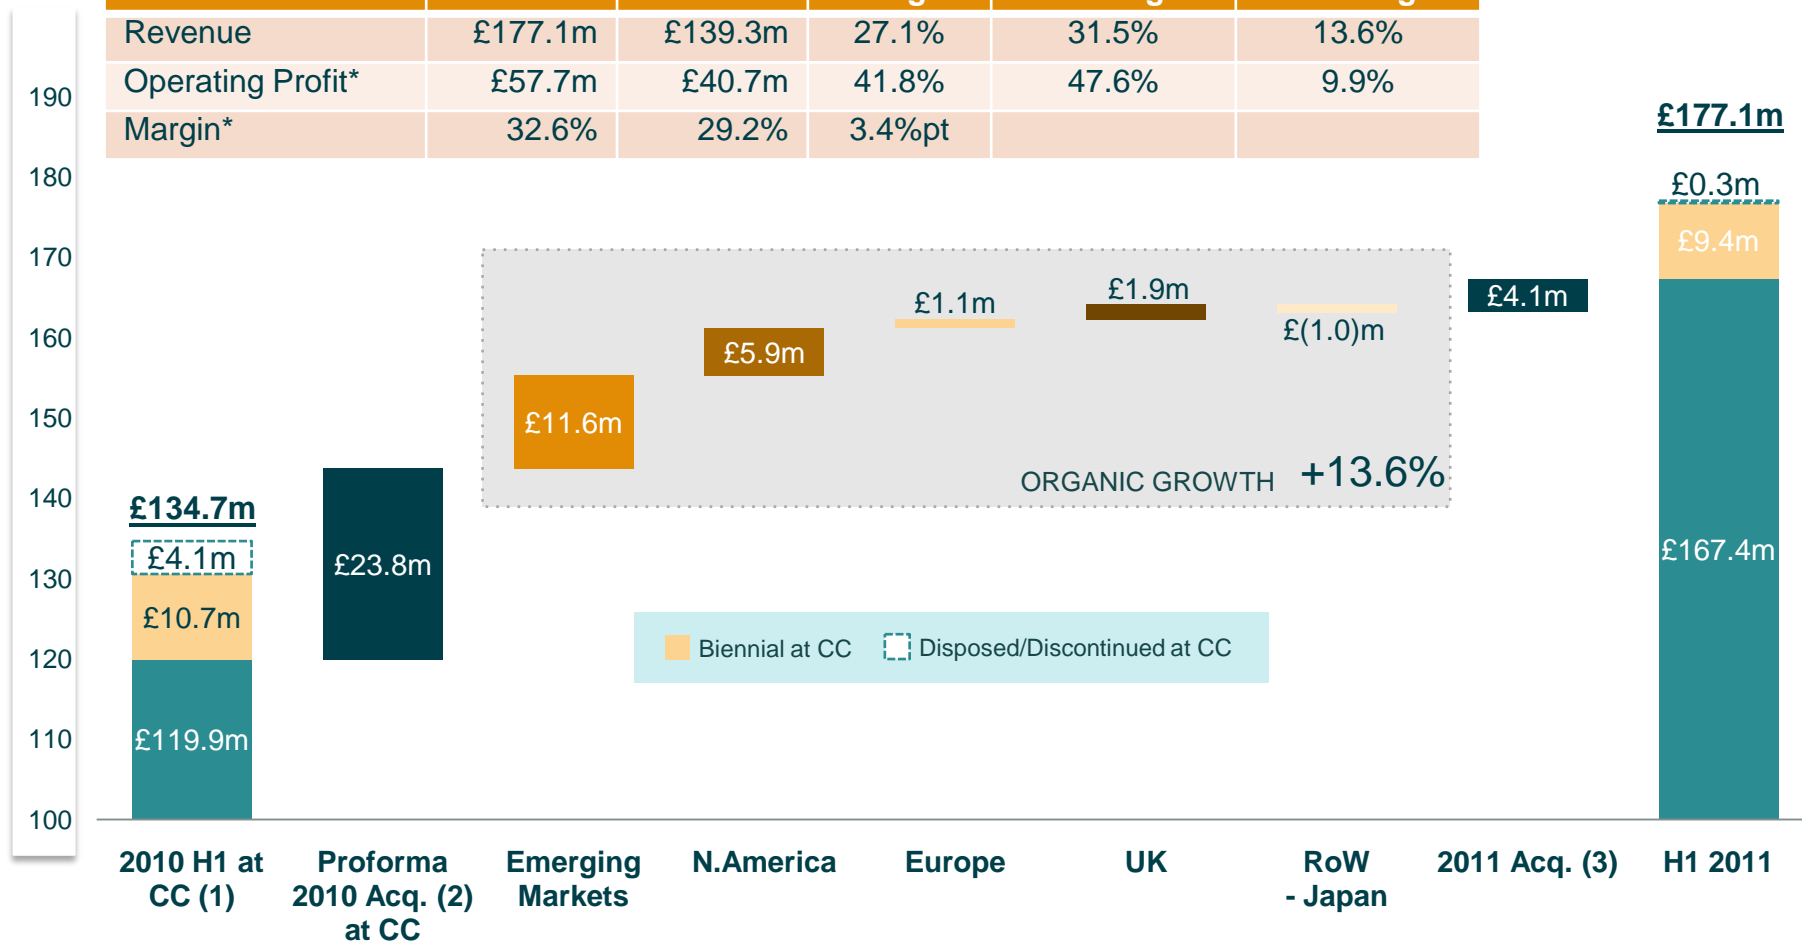 Revenue £177.1m £139.3m 27.1% 31.5% 13.6%
Operating Profit* £57.7m £40.7m 41.8% 47.6% 9.9%
Margin* 32.6% 29.2% 3.4%pt
190
180
170
160
150
140
130
120
110
100
£177.1m
£0.3m
£9.4m
£167.4m
£4.1m
£1.1m
£1.9m
£(1.0)m
£5.9m
£11.6m
ORGANIC GROWTH +13.6%
£134.7m
£4.1m
£10.7m
£119.9m
£23.8m
Biennial at CC
Disposed/Discontinued at CC
2010 H1 at
CC (1)
Proforma
2010 Acq. (2)
at CC
Emerging
Markets
N.America
Europe
UK
RoW
- Japan
2011 Acq. (3)
H1 2011